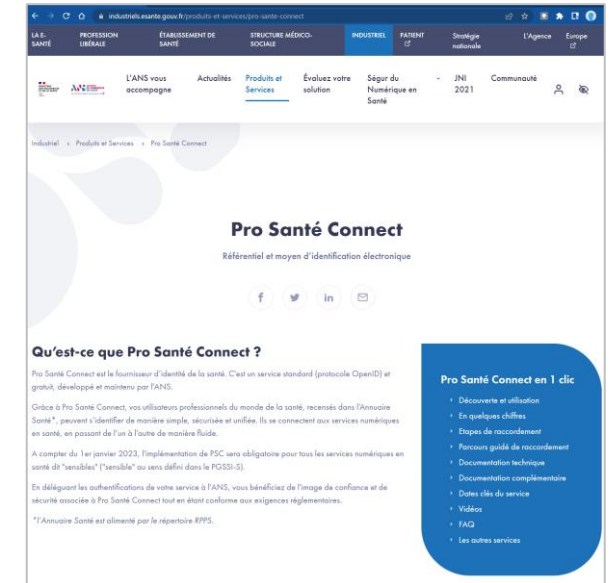 industriels.esante.gouv.fr/produits-et-services/pro-sante-connect
LA E-SANTÉ
PROFESSION LIBÉRALE
ÉTABLISSEMENT DE SANTÉ
STRUCTURE MÉDICO-SOCIALE
INDUSTRIEL
PATIENT
Stratégie nationale
L'Agence
Europe
L'ANS vous accompagne
Actualités
Produits et Services
Évaluez votre solution
Ségur du Numérique en Santé
-
JNI 2021
Communauté
Industriel > Produits et Services > Pro Santé Connect
Pro Santé Connect
Référentiel et moyen d'identification électronique
Qu'est-ce que Pro Santé Connect ?
Pro Santé Connect est le fournisseur d'identité de la santé. C'est un service standard (protocole OpenID) et
gratuit, développé et maintenu par l'ANS.
Grâce à Pro Santé Connect, vos utilisateurs professionnels du monde de la santé, recensés dans l'Annuaire
Santé*, peuvent s'identifier de manière simple, sécurisée et unifiée. Ils se connectent aux services numériques
en santé, en passant de l'un à l'autre de manière fluide.
A compter du 1er janvier 2023, l'implémentation de PSC sera obligatoire pour tous les services numériques en
santé dit "sensibles" ("sensible" au sens défini dans le PGSSI-S).
En déléguant les authentifications de votre service à l'ANS, vous bénéficiez de l'image de confiance et de
sécurité associée à Pro Santé Connect tout en étant conforme aux exigences réglementaires.
*l'Annuaire Santé est alimenté par le répertoire RPPS.
Pro Santé Connect en 1 clic
Découverte et utilisation
En quelques chiffres
Etapes de raccordement
Parcours guidé de raccordement
Documentation technique
Documentation complémentaire
Dates clés du service
Vidéos
FAQ
Les autres services